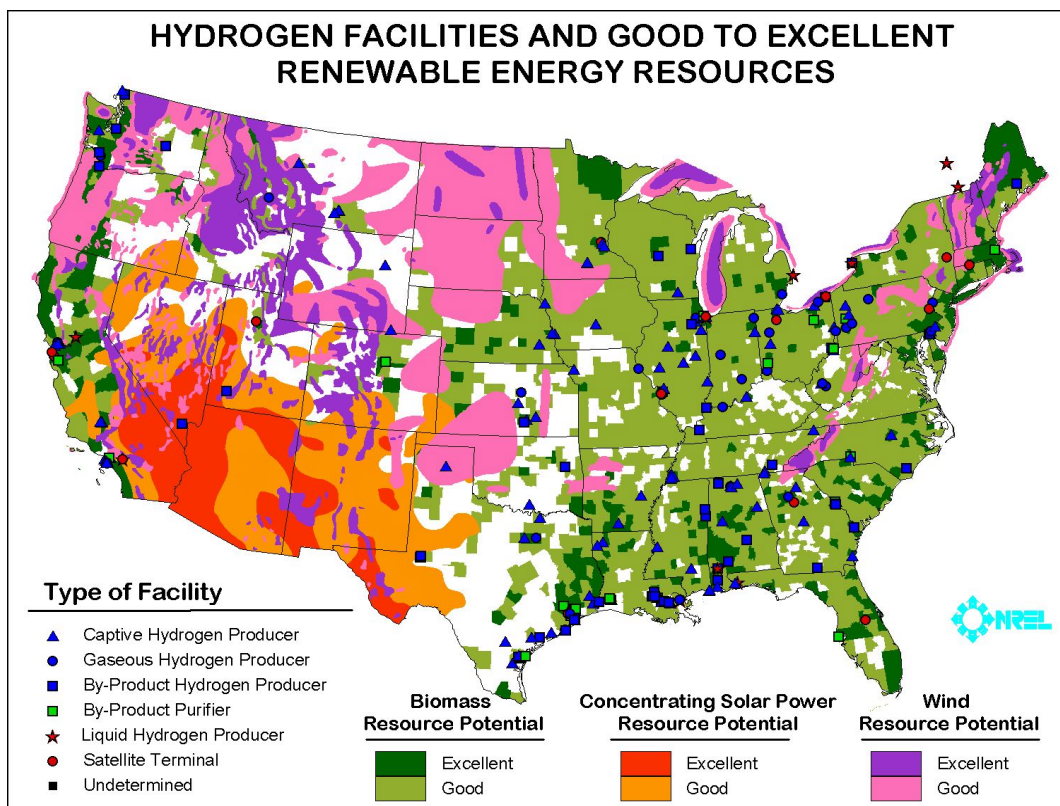 HYDROGEN FACILITIES AND GOOD TO EXCELLENT
RENEWABLE ENERGY RESOURCES
Type of Facility
Captive Hydrogen Producer
Gaseous Hydrogen Producer
By-Product Hydrogen Producer
By-Product Purifier
Liquid Hydrogen Producer
Satellite Terminal
Undetermined
Biomass
Resource Potential
Excellent
Good
Concentrating Solar Power
Resource Potential
Excellent
Good
Wind
Resource Potential
Excellent
Good
NREL